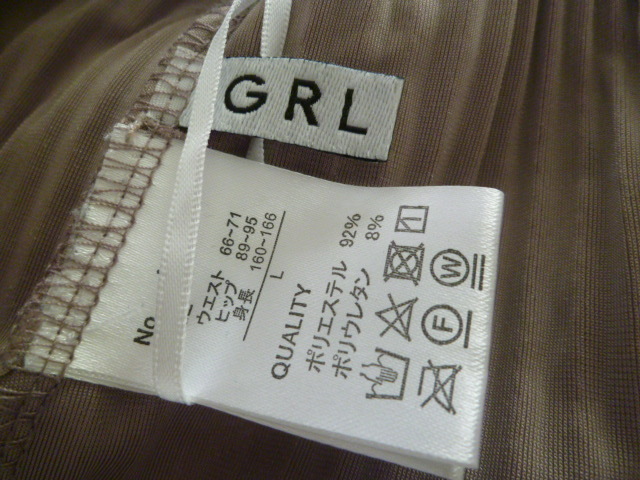 GRL
No.
ウエスト 66~71
ヒップ 89~95
身長 160~166
L
QUALITY
ポリエステル 92%
ポリウレタン 8%
W
F